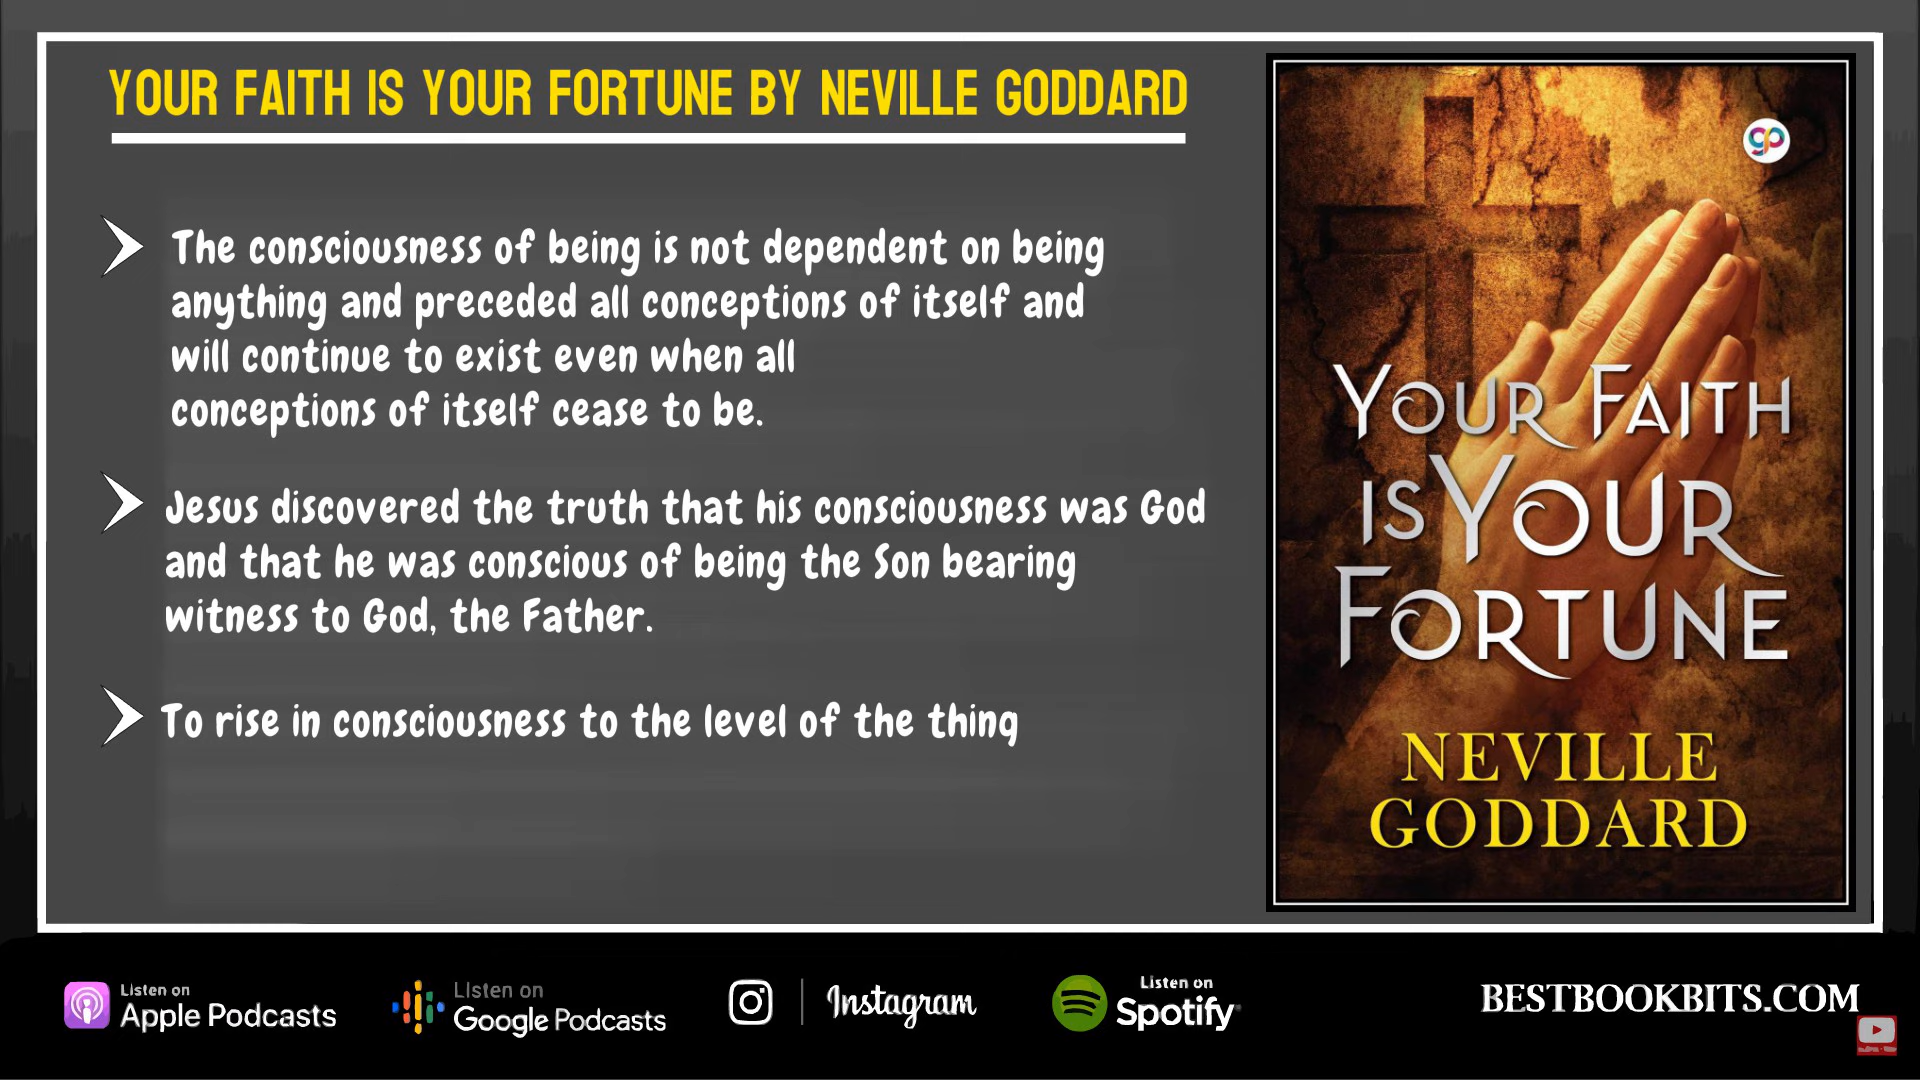 YOUR FAITH IS YOUR FORTUNE BY NEVILLE GODDARD
The consciousness of being is not dependent on being
anything and preceded all conceptions of itself and
will continue to exist even when all
conceptions of itself cease to be.
Jesus discovered the truth that his consciousness was God
and that he was conscious of being the Son bearing
witness to God, the Father.
To rise in consciousness to the level of the thing
gp
YOUR FAITH
IS YOUR
FORTUNE
NEVILLE
GODDARD
Listen on
Apple Podcasts
Listen on
Google Podcasts
Instagram
Listen on
Spotify
BESTBOOKBITS.COM